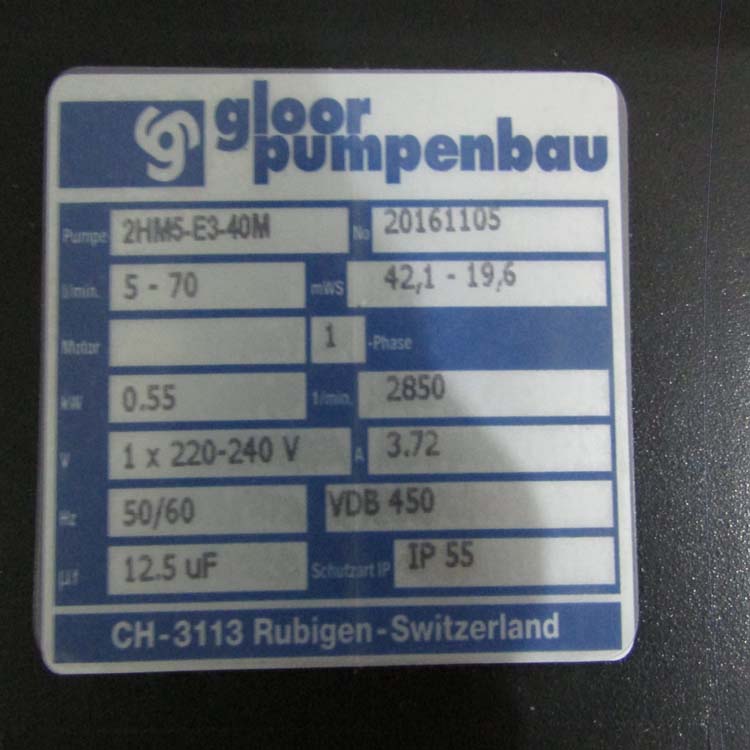 gloor
pumpenbau
Pumpe 2HM5-E3-40M No 20161105
l/min. 5 - 70 mWS 42,1 - 19,6
Motor 1 -Phase
kW 0.55 1/min. 2850
V 1 x 220-240 V A 3.72
Hz 50/60 VDB 450
µf 12.5 uF Schutzart IP IP 55
CH-3113 Rubigen-Switzerland